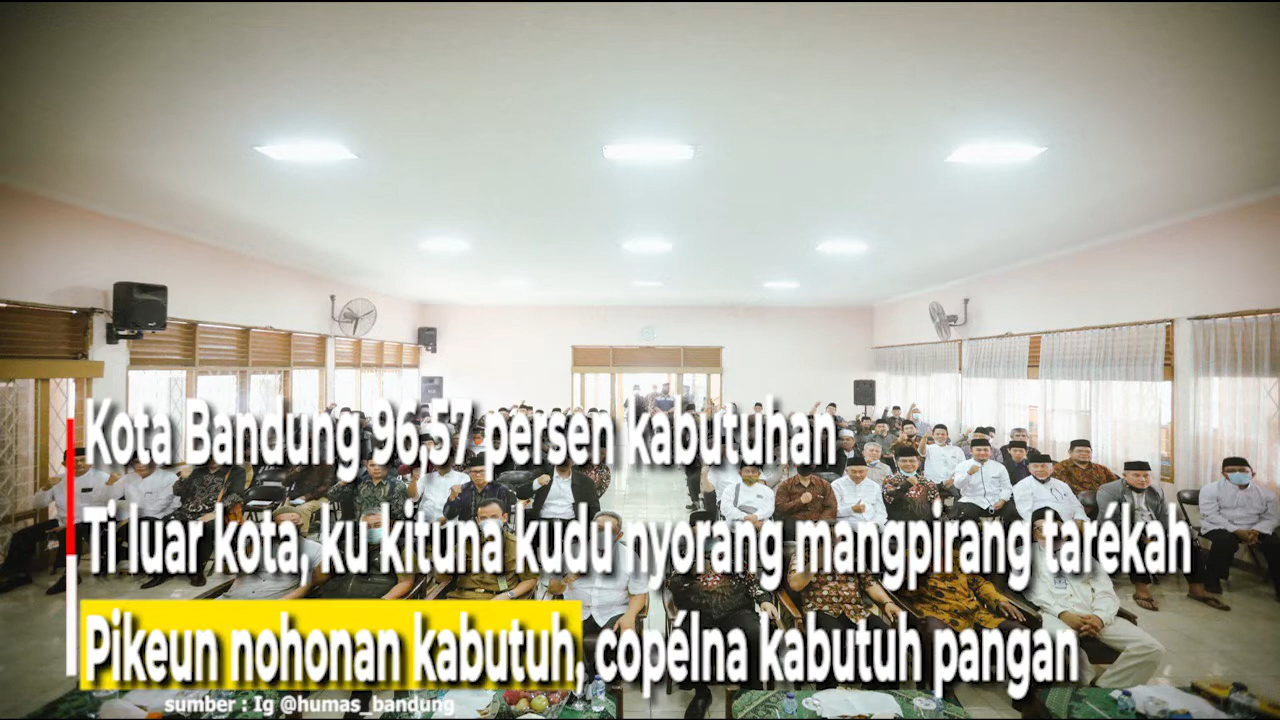 Kota Bandung 96,57 persen kabutuhan
Ti luar kota, ku kituna kudu nyorang mangpirang tarékah
Pikeun nohonan kabutuh, copélna kabutuh pangan
sumber : Ig @humas_bandung